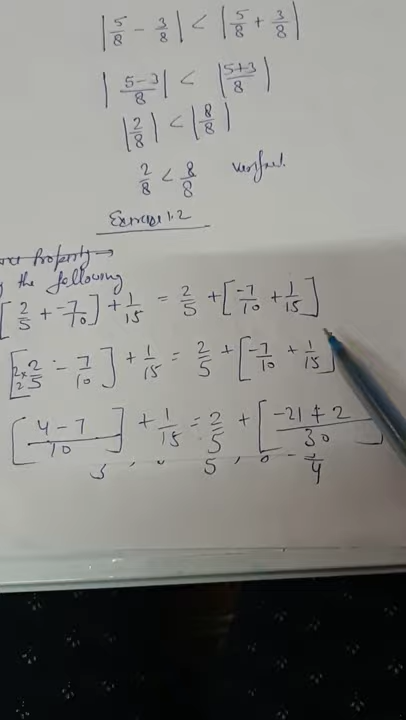 |5/8 - 3/8| < |5/8 + 3/8|
|5-3/8| < |5+3/8|
|2/8| < |8/8|
2/8 < 8/8
Exercise 1.2
Property →
the following
[2/5 + -7/10] + 1/15 = 2/5 + [-7/10 + 1/15]
[2×2/2×5 - 7/10] + 1/15 = 2/5 + [-7/10 + 1/15]
[4-7/10] + 1/15 = 2/5 + [-21+2/30]